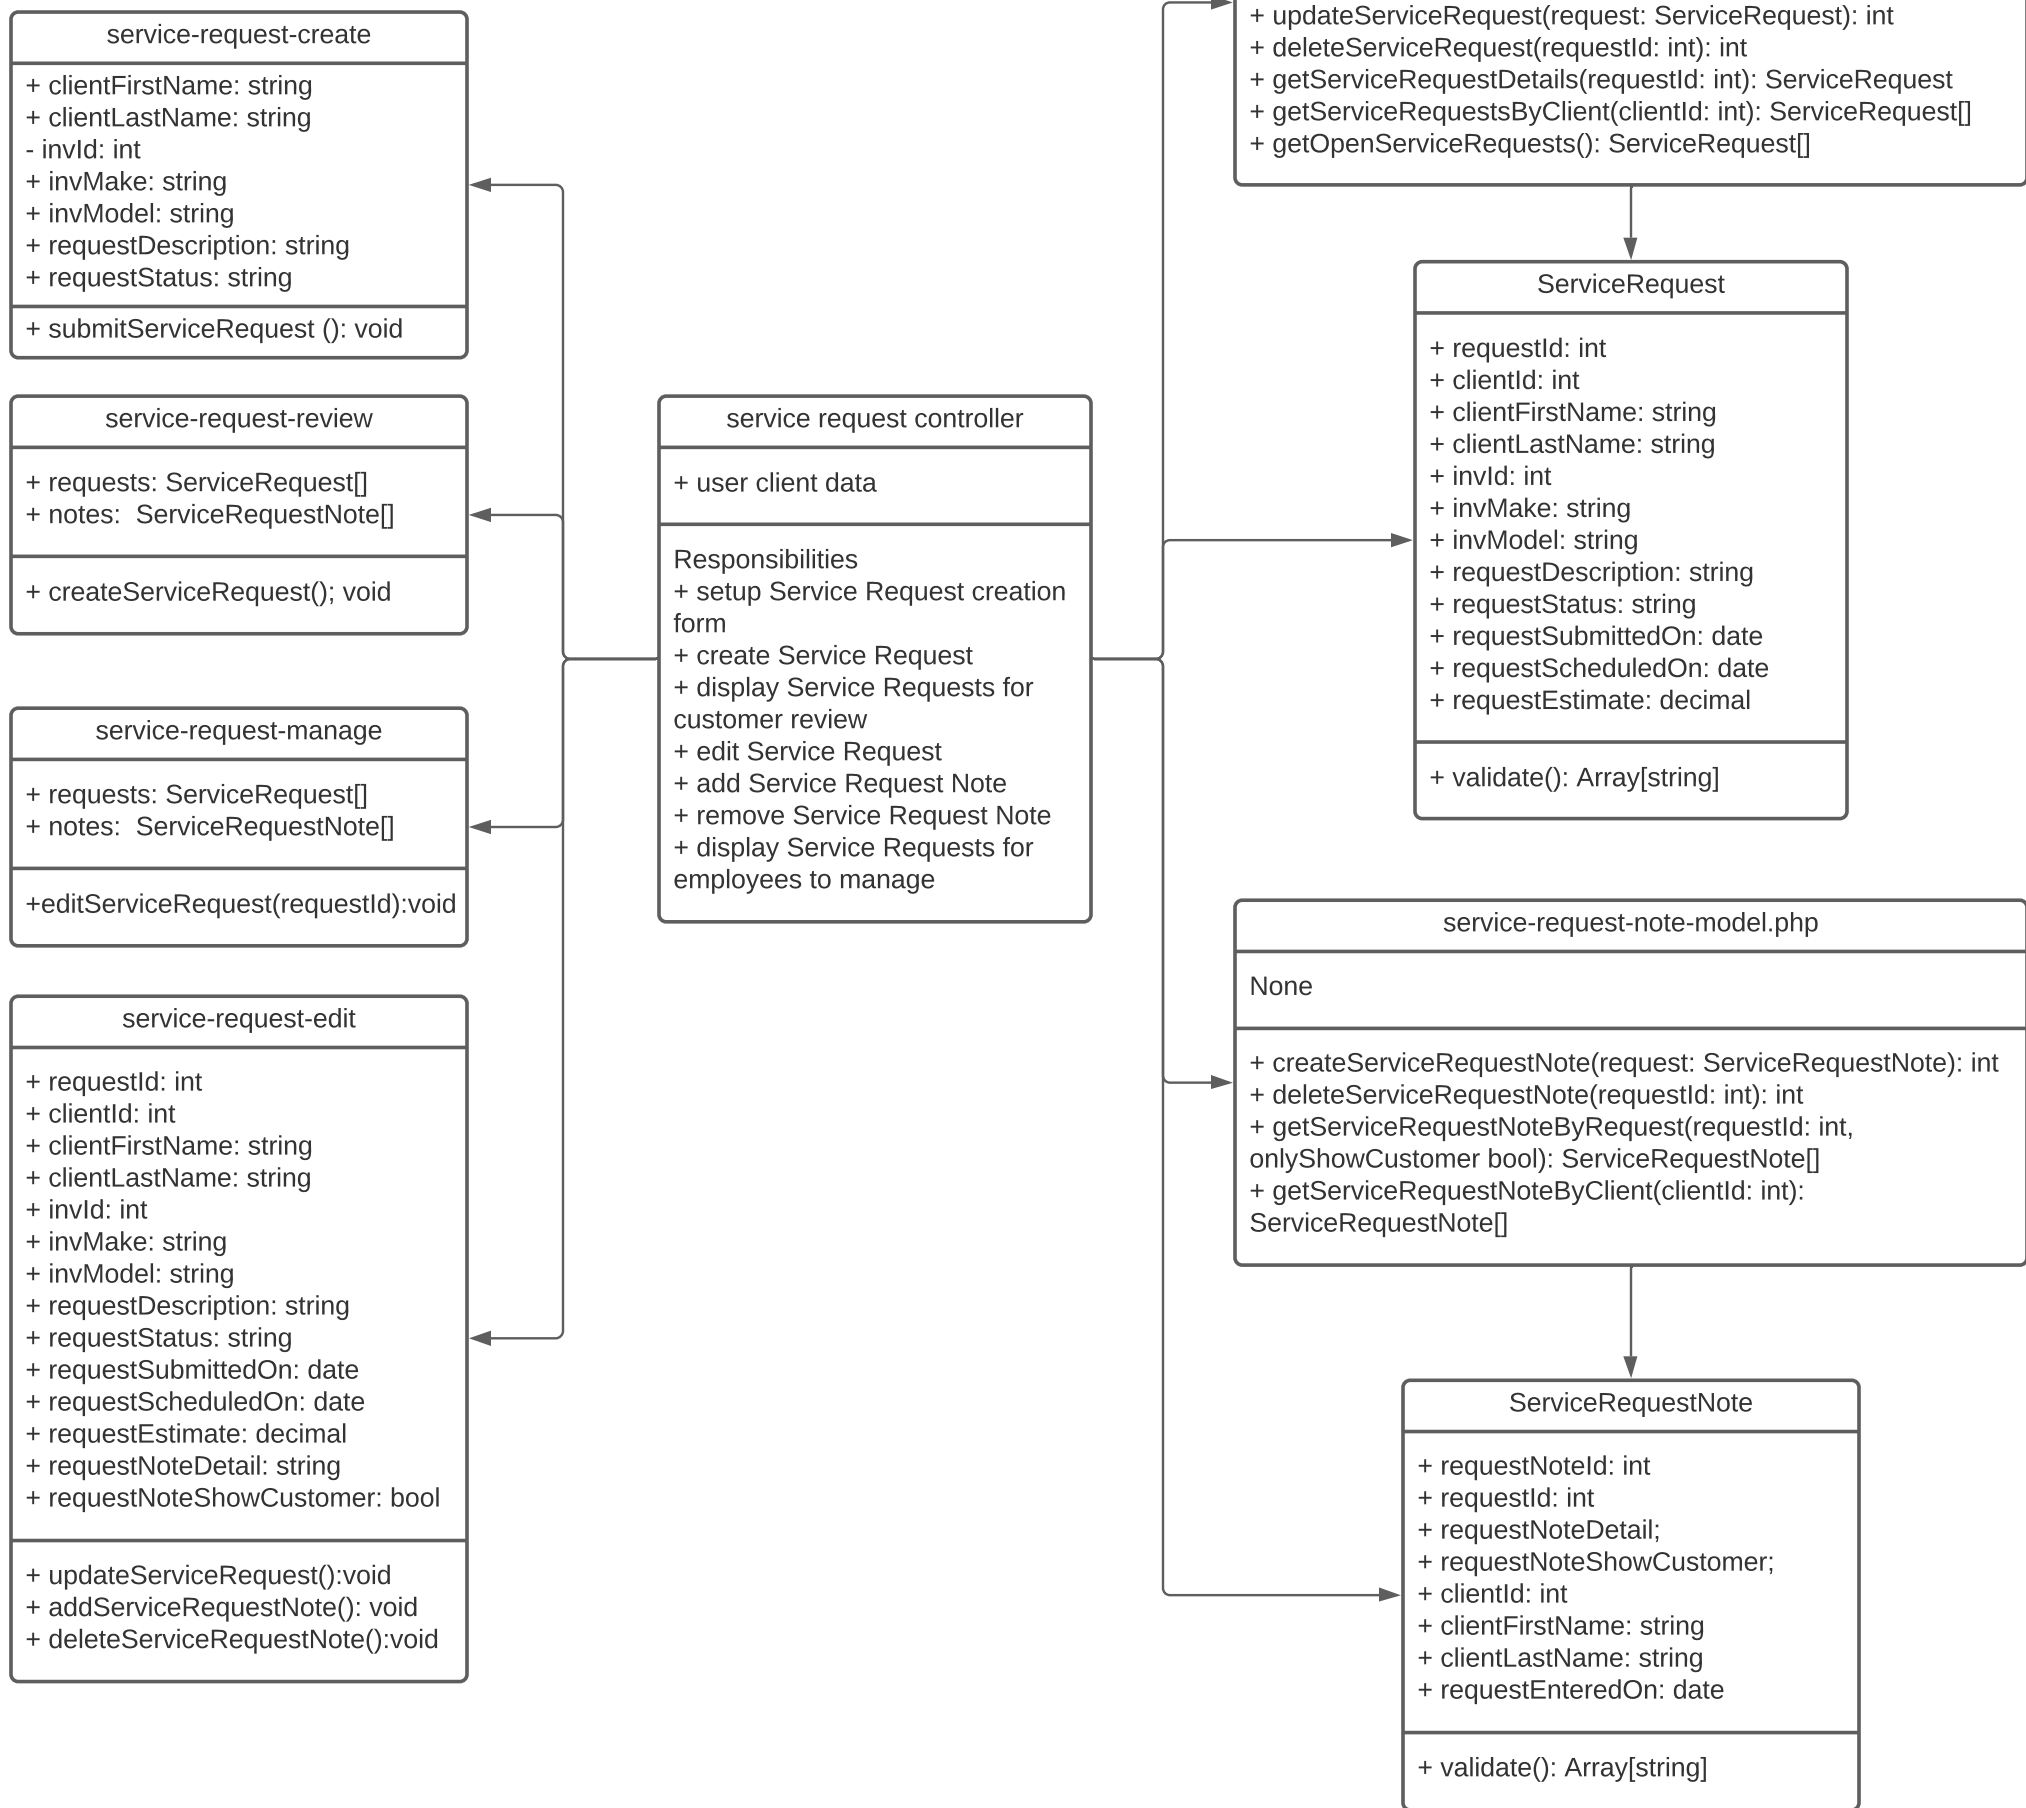 service-request-create
+ clientFirstName: string
+ clientLastName: string
- invId: int
+ invMake: string
+ invModel: string
+ requestDescription: string
+ requestStatus: string
+ submitServiceRequest (): void
service-request-review
+ requests: ServiceRequest[]
+ notes:  ServiceRequestNote[]
+ createServiceRequest(); void
service-request-manage
+ requests: ServiceRequest[]
+ notes:  ServiceRequestNote[]
+editServiceRequest(requestId):void
service-request-edit
+ requestId: int
+ clientId: int
+ clientFirstName: string
+ clientLastName: string
+ invId: int
+ invMake: string
+ invModel: string
+ requestDescription: string
+ requestStatus: string
+ requestSubmittedOn: date
+ requestScheduledOn: date
+ requestEstimate: decimal
+ requestNoteDetail: string
+ requestNoteShowCustomer: bool
+ updateServiceRequest():void
+ addServiceRequestNote(): void
+ deleteServiceRequestNote():void
service request controller
+ user client data
Responsibilities
+ setup Service Request creation
form
+ create Service Request
+ display Service Requests for
customer review
+ edit Service Request
+ add Service Request Note
+ remove Service Request Note
+ display Service Requests for
employees to manage
+ updateServiceRequest(request: ServiceRequest): int
+ deleteServiceRequest(requestId: int): int
+ getServiceRequestDetails(requestId: int): ServiceRequest
+ getServiceRequestsByClient(clientId: int): ServiceRequest[]
+ getOpenServiceRequests(): ServiceRequest[]
ServiceRequest
+ requestId: int
+ clientId: int
+ clientFirstName: string
+ clientLastName: string
+ invId: int
+ invMake: string
+ invModel: string
+ requestDescription: string
+ requestStatus: string
+ requestSubmittedOn: date
+ requestScheduledOn: date
+ requestEstimate: decimal
+ validate(): Array[string]
service-request-note-model.php
None
+ createServiceRequestNote(request: ServiceRequestNote): int
+ deleteServiceRequestNote(requestId: int): int
+ getServiceRequestNoteByRequest(requestId: int,
onlyShowCustomer bool): ServiceRequestNote[]
+ getServiceRequestNoteByClient(clientId: int):
ServiceRequestNote[]
ServiceRequestNote
+ requestNoteId: int
+ requestId: int
+ requestNoteDetail;
+ requestNoteShowCustomer;
+ clientId: int
+ clientFirstName: string
+ clientLastName: string
+ requestEnteredOn: date
+ validate(): Array[string]